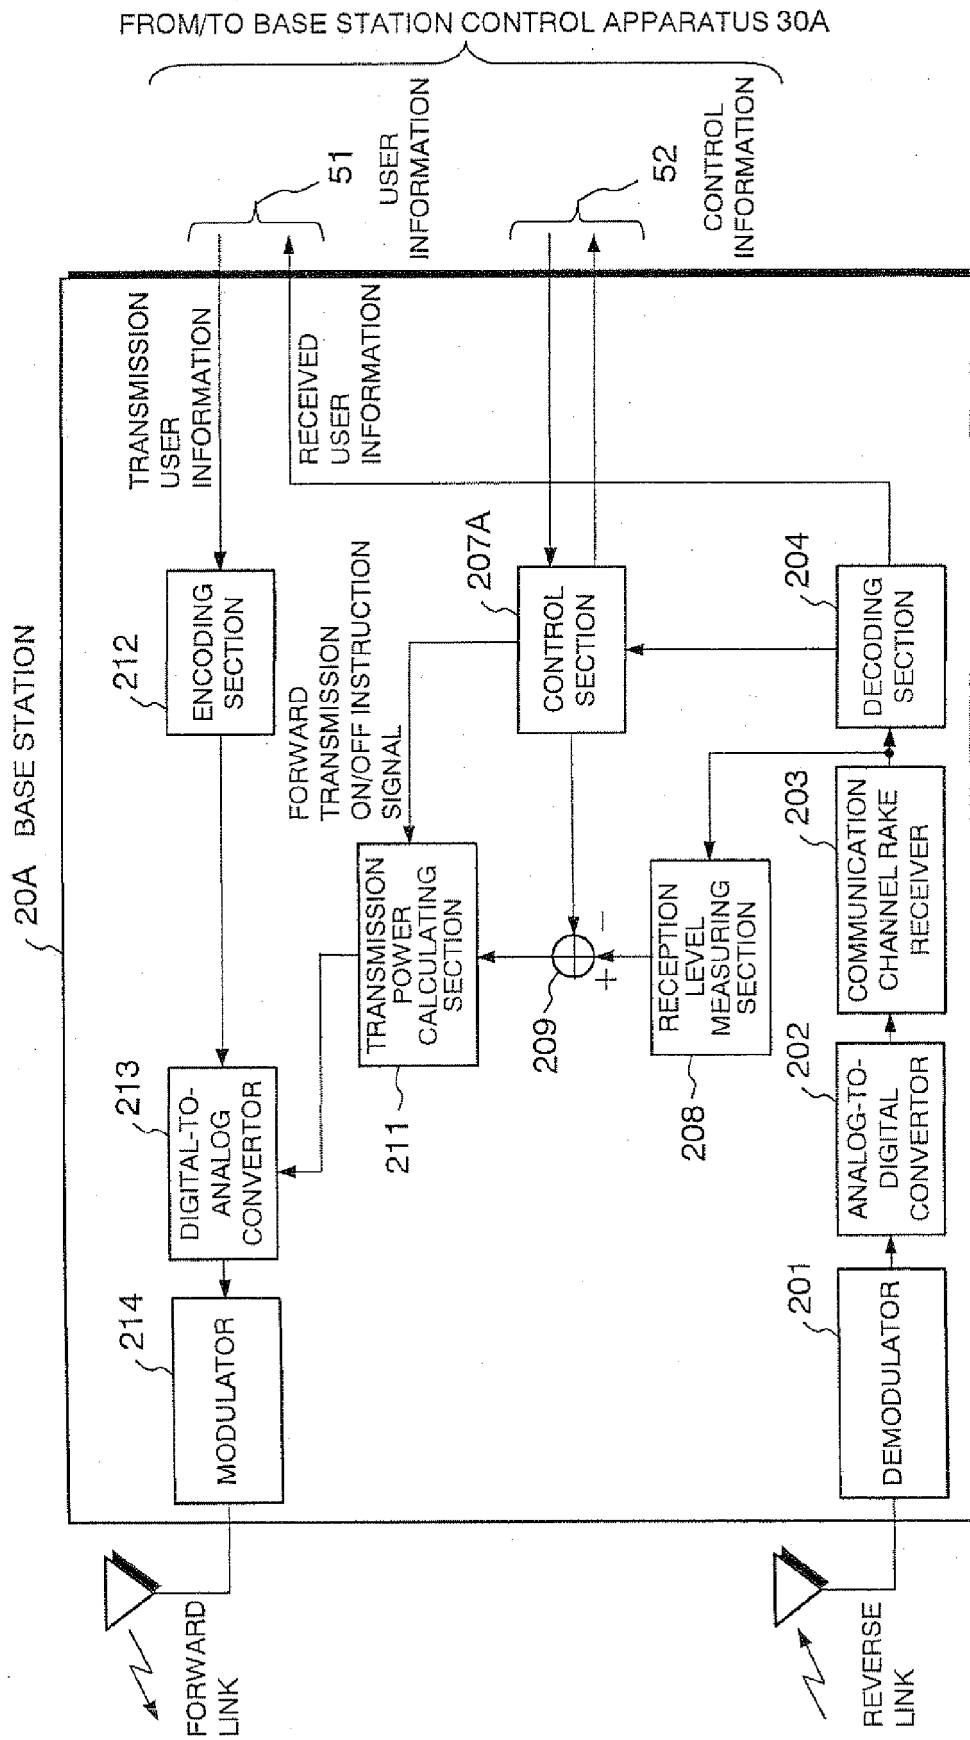 FROM/TO BASE STATION CONTROL APPARATUS 30A
51
USER
INFORMATION
52
CONTROL
INFORMATION
20A BASE STATION
TRANSMISSION
USER
INFORMATION
RECEIVED
USER
INFORMATION
212
ENCODING
SECTION
FORWARD
TRANSMISSION
ON/OFF INSTRUCTION
SIGNAL
207A
CONTROL
SECTION
204
DECODING
SECTION
213
DIGITAL-TO-
ANALOG
CONVERTOR
211
TRANSMISSION
POWER
CALCULATING
SECTION
209
+
−
208
RECEPTION
LEVEL
MEASURING
SECTION
203
COMMUNICATION
CHANNEL RAKE
RECEIVER
202
ANALOG-TO-
DIGITAL
CONVERTOR
214
MODULATOR
201
DEMODULATOR
FORWARD
LINK
REVERSE
LINK